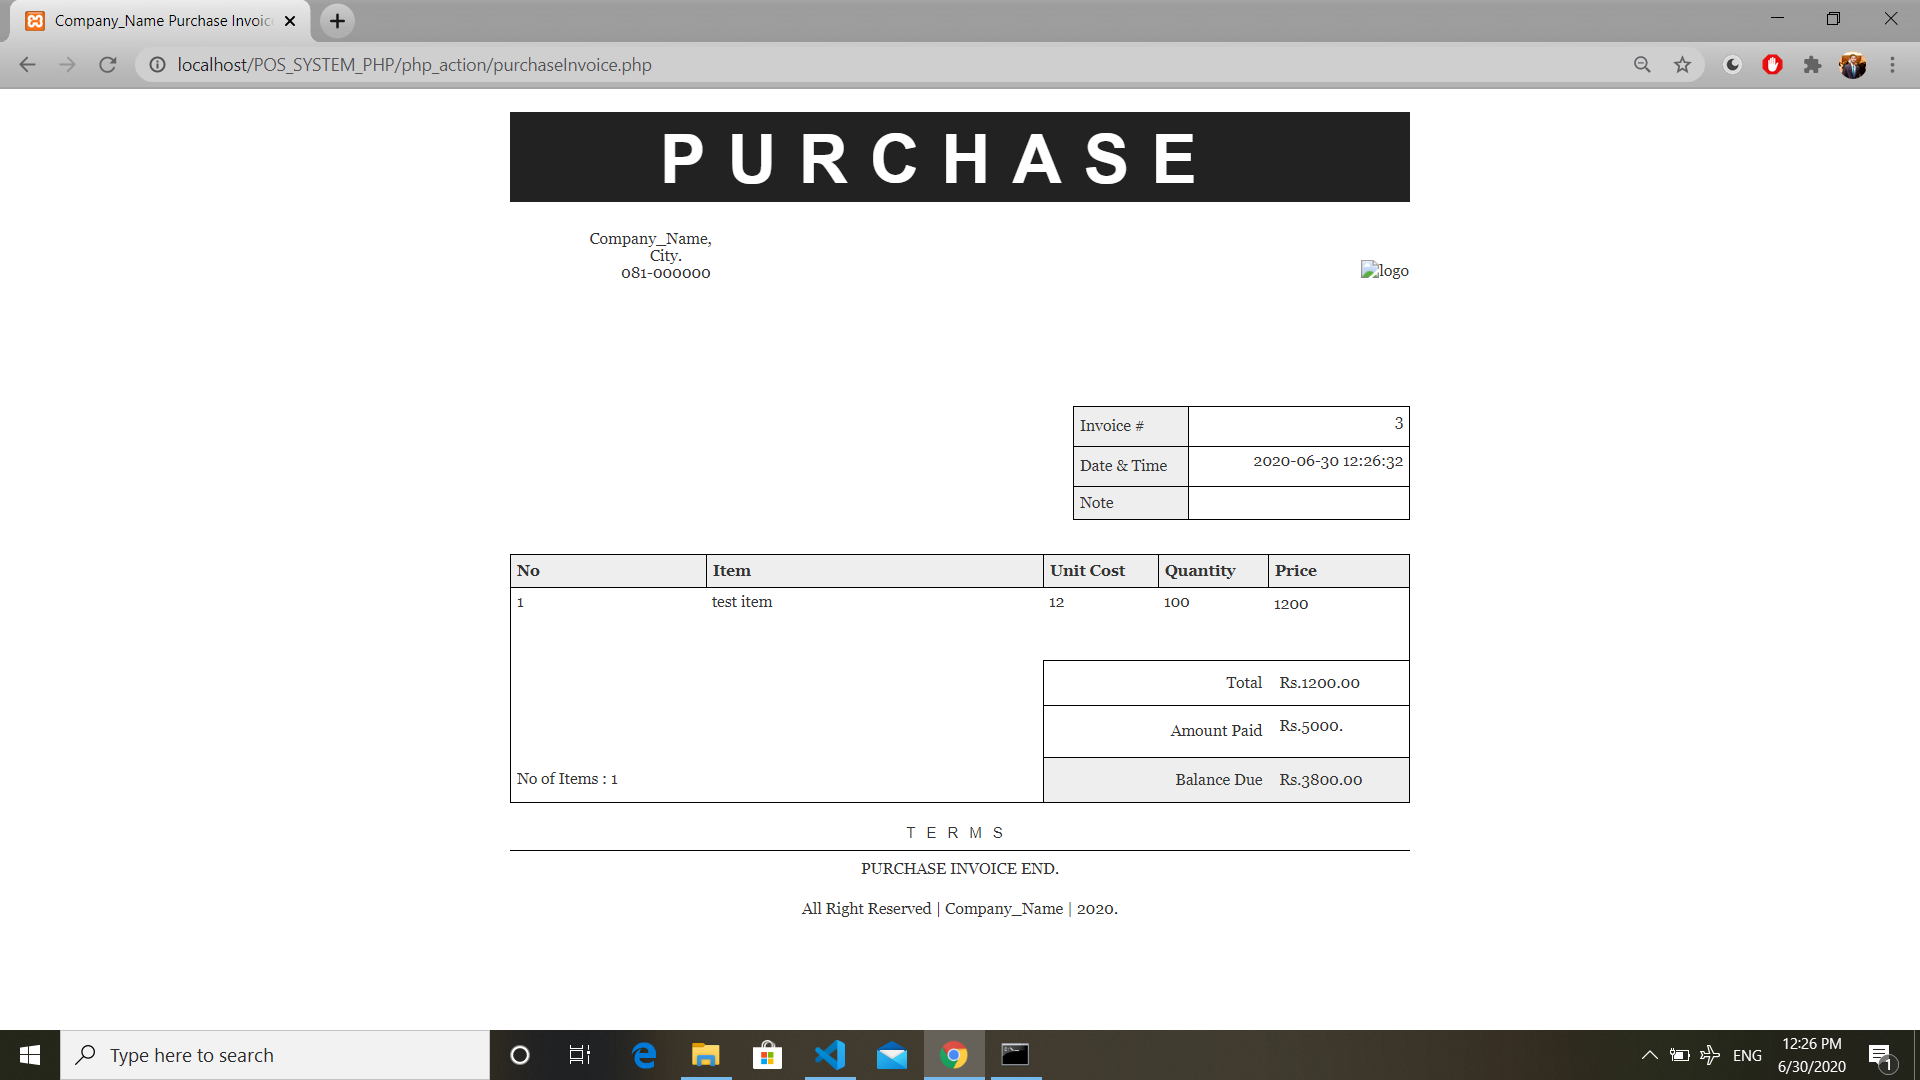 Company_Name Purchase Invoic
localhost/POS_SYSTEM_PHP/php_action/purchaseInvoice.php
PURCHASE
Company_Name,
City.
081-000000
logo
Invoice # 3
Date & Time 2020-06-30 12:26:32
Note
No Item Unit Cost Quantity Price
1 test item 12 100 1200
Total Rs.1200.00
Amount Paid Rs.5000.
No of Items : 1 Balance Due Rs.3800.00
TERMS
PURCHASE INVOICE END.
All Right Reserved | Company_Name | 2020.
Type here to search
ENG
12:26 PM
6/30/2020
1